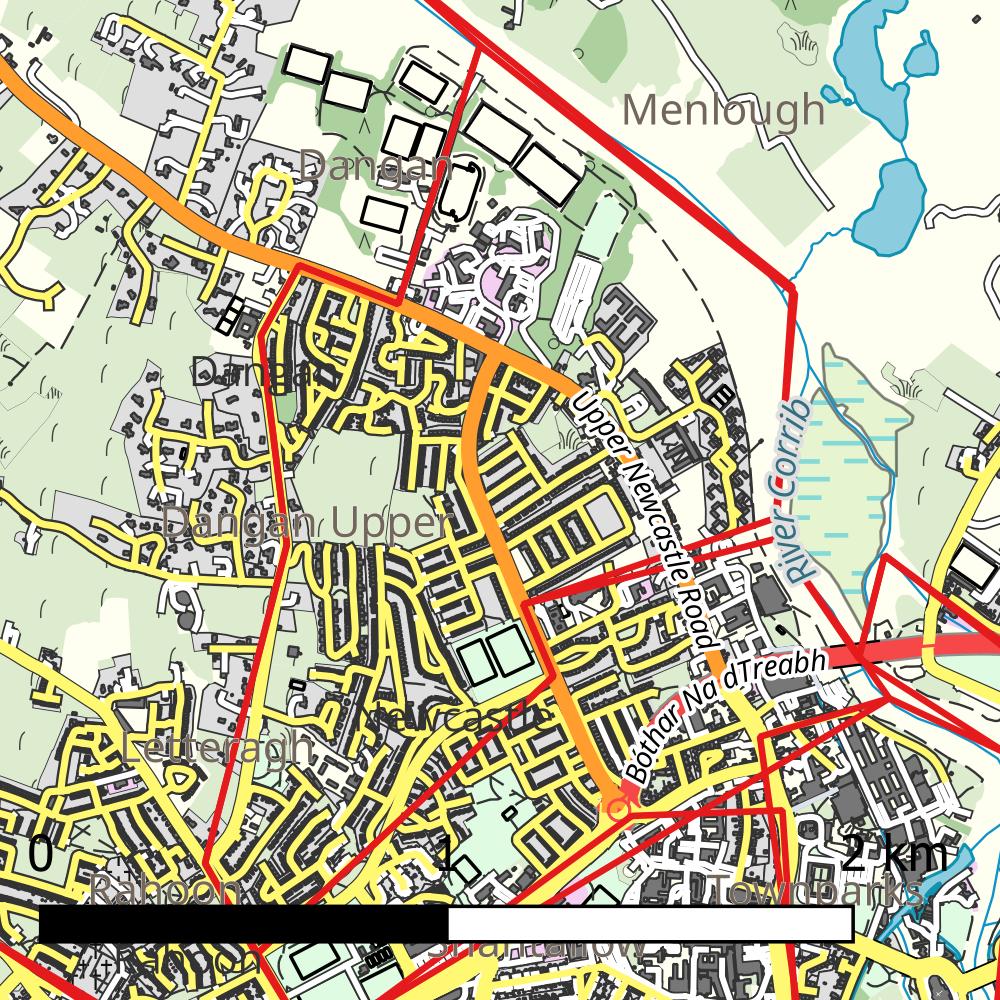 Menlough
Dangan
Dangan
River Corrib
Upper Newcastle Road
Dangan Upper
Bóthar Na dTreabh
Newcastle
Letteragh
0
1
2 km
Rahoon
Townparks
Shantallow
Rahoon